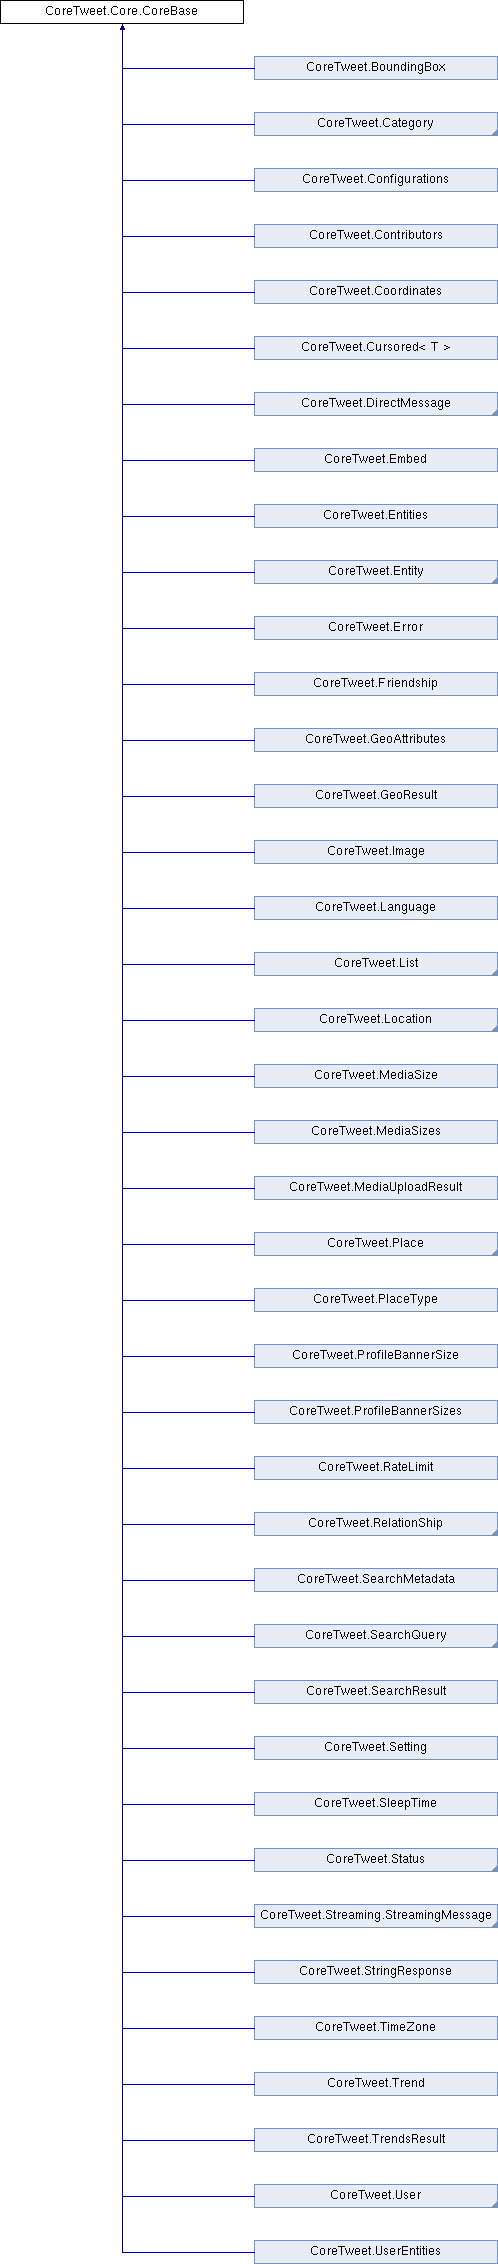 CoreTweet.Core.CoreBase
CoreTweet.BoundingBox
CoreTweet.Category
CoreTweet.Configurations
CoreTweet.Contributors
CoreTweet.Coordinates
CoreTweet.Cursored< T >
CoreTweet.DirectMessage
CoreTweet.Embed
CoreTweet.Entities
CoreTweet.Entity
CoreTweet.Error
CoreTweet.Friendship
CoreTweet.GeoAttributes
CoreTweet.GeoResult
CoreTweet.Image
CoreTweet.Language
CoreTweet.List
CoreTweet.Location
CoreTweet.MediaSize
CoreTweet.MediaSizes
CoreTweet.MediaUploadResult
CoreTweet.Place
CoreTweet.PlaceType
CoreTweet.ProfileBannerSize
CoreTweet.ProfileBannerSizes
CoreTweet.RateLimit
CoreTweet.RelationShip
CoreTweet.SearchMetadata
CoreTweet.SearchQuery
CoreTweet.SearchResult
CoreTweet.Setting
CoreTweet.SleepTime
CoreTweet.Status
CoreTweet.Streaming.StreamingMessage
CoreTweet.StringResponse
CoreTweet.TimeZone
CoreTweet.Trend
CoreTweet.TrendsResult
CoreTweet.User
CoreTweet.UserEntities